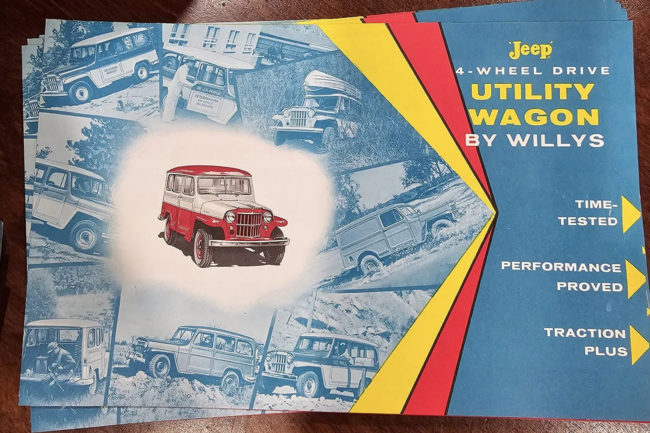 Jeep
4-WHEEL DRIVE
UTILITY
WAGON
BY WILLYS
TIME-
TESTED
PERFORMANCE
PROVED
TRACTION
PLUS